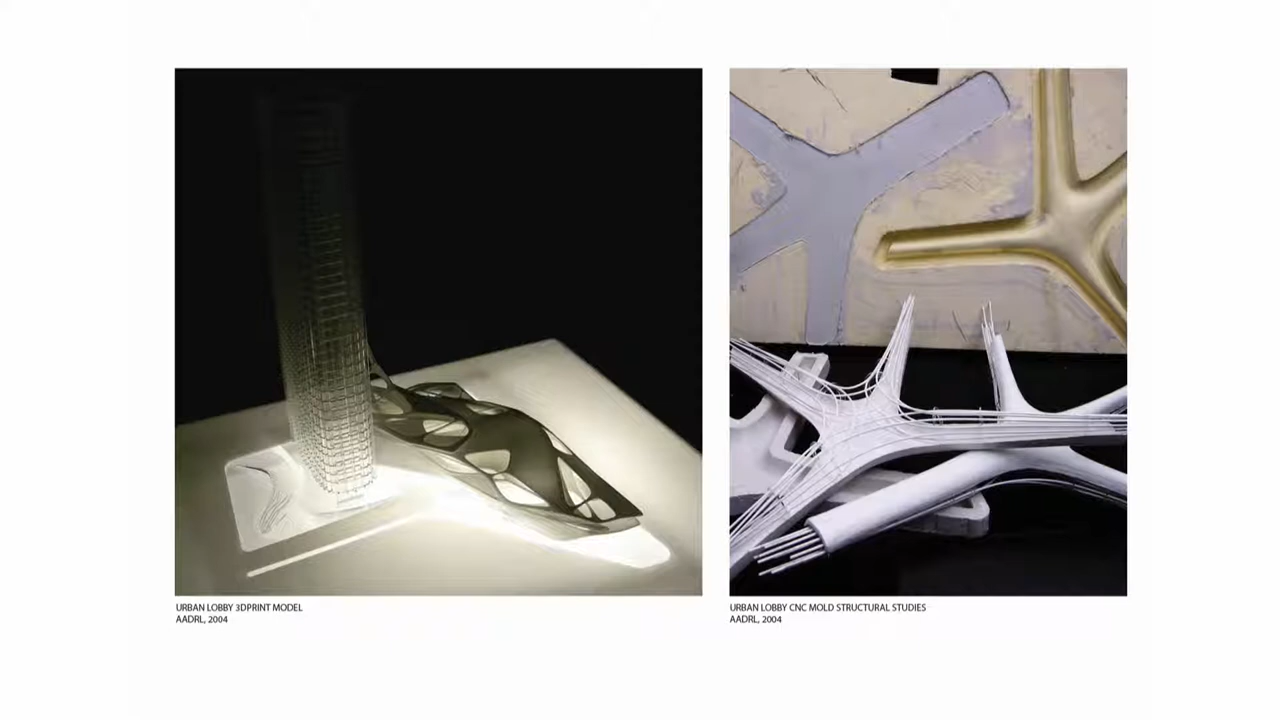 URBAN LOBBY 3DPRINT MODEL
AADRL, 2004
URBAN LOBBY CNC MOLD STRUCTURAL STUDIES
AADRL, 2004